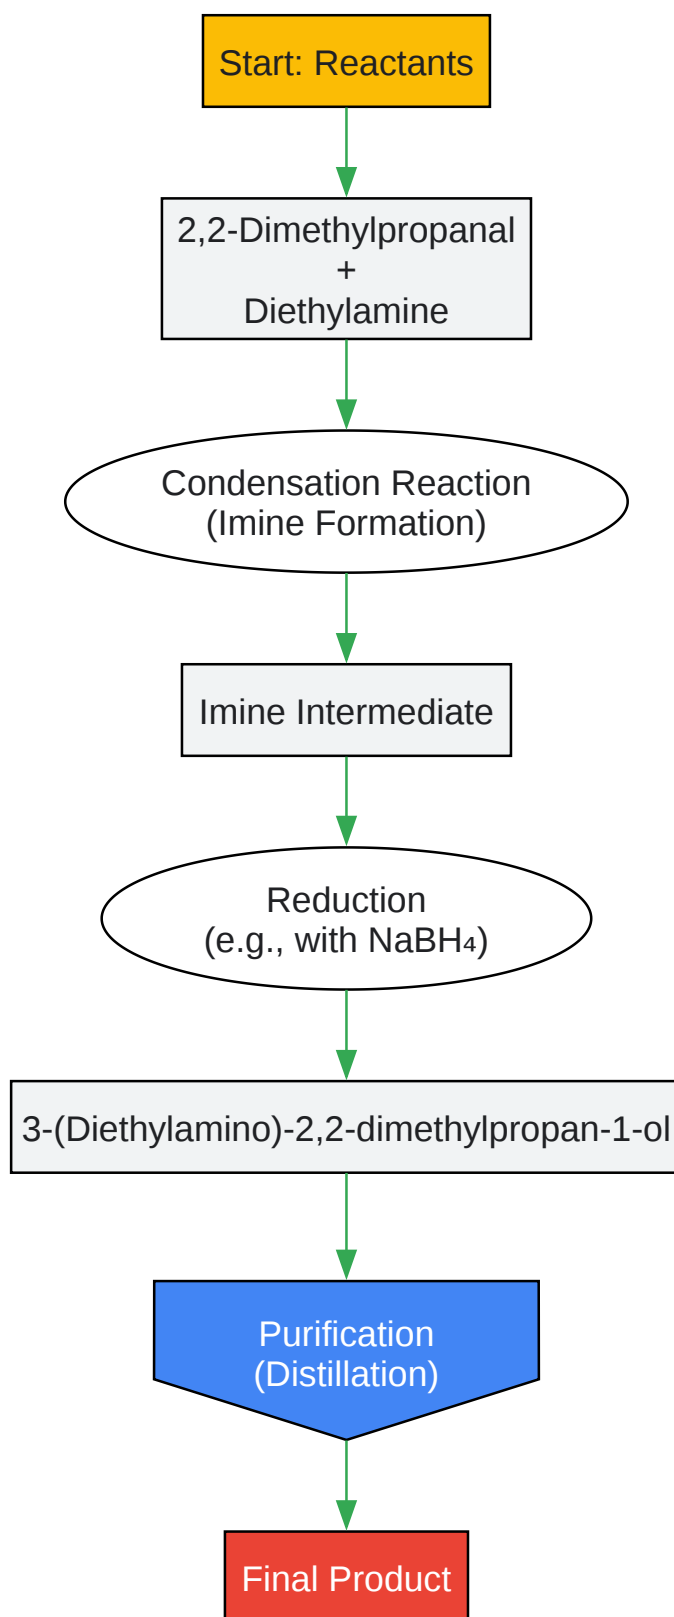 Start: Reactants
2,2-Dimethylpropanal
+
Diethylamine
Condensation Reaction
(Imine Formation)
Imine Intermediate
Reduction
(e.g., with NaBH₄)
3-(Diethylamino)-2,2-dimethylpropan-1-ol
Purification
(Distillation)
Final Product